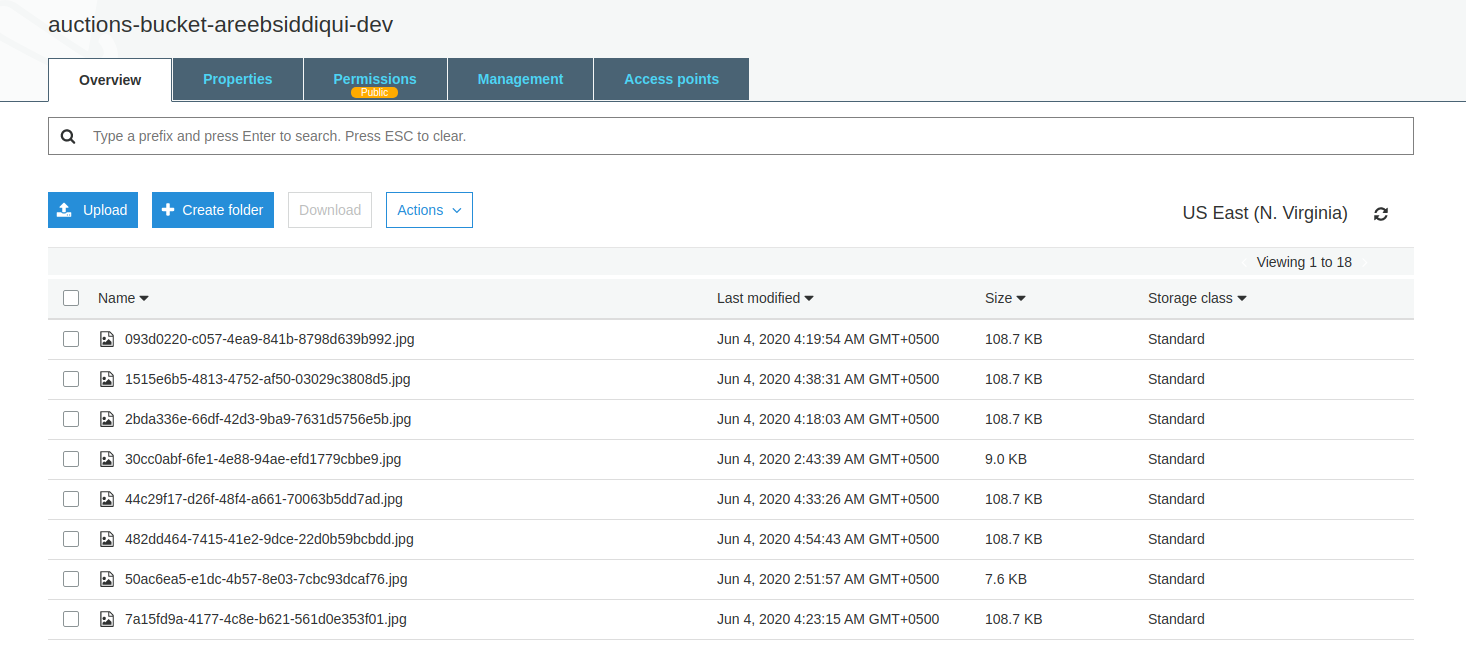 auctions-bucket-areebsiddiqui-dev
Overview Properties Permissions Management Access points
Public
Type a prefix and press Enter to search. Press ESC to clear.
Upload Create folder Download Actions US East (N. Virginia)
Viewing 1 to 18
Name Last modified Size Storage class
093d0220-c057-4ea9-841b-8798d639b992.jpg Jun 4, 2020 4:19:54 AM GMT+0500 108.7 KB Standard
1515e6b5-4813-4752-af50-03029c3808d5.jpg Jun 4, 2020 4:38:31 AM GMT+0500 108.7 KB Standard
2bda336e-66df-42d3-9ba9-7631d5756e5b.jpg Jun 4, 2020 4:18:03 AM GMT+0500 108.7 KB Standard
30cc0abf-6fe1-4e88-94ae-efd1779cbbe9.jpg Jun 4, 2020 2:43:39 AM GMT+0500 9.0 KB Standard
44c29f17-d26f-48f4-a661-70063b5dd7ad.jpg Jun 4, 2020 4:33:26 AM GMT+0500 108.7 KB Standard
482dd464-7415-41e2-9dce-22d0b59bcbdd.jpg Jun 4, 2020 4:54:43 AM GMT+0500 108.7 KB Standard
50ac6ea5-e1dc-4b57-8e03-7cbc93dcaf76.jpg Jun 4, 2020 2:51:57 AM GMT+0500 7.6 KB Standard
7a15fd9a-4177-4c8e-b621-561d0e353f01.jpg Jun 4, 2020 4:23:15 AM GMT+0500 108.7 KB Standard